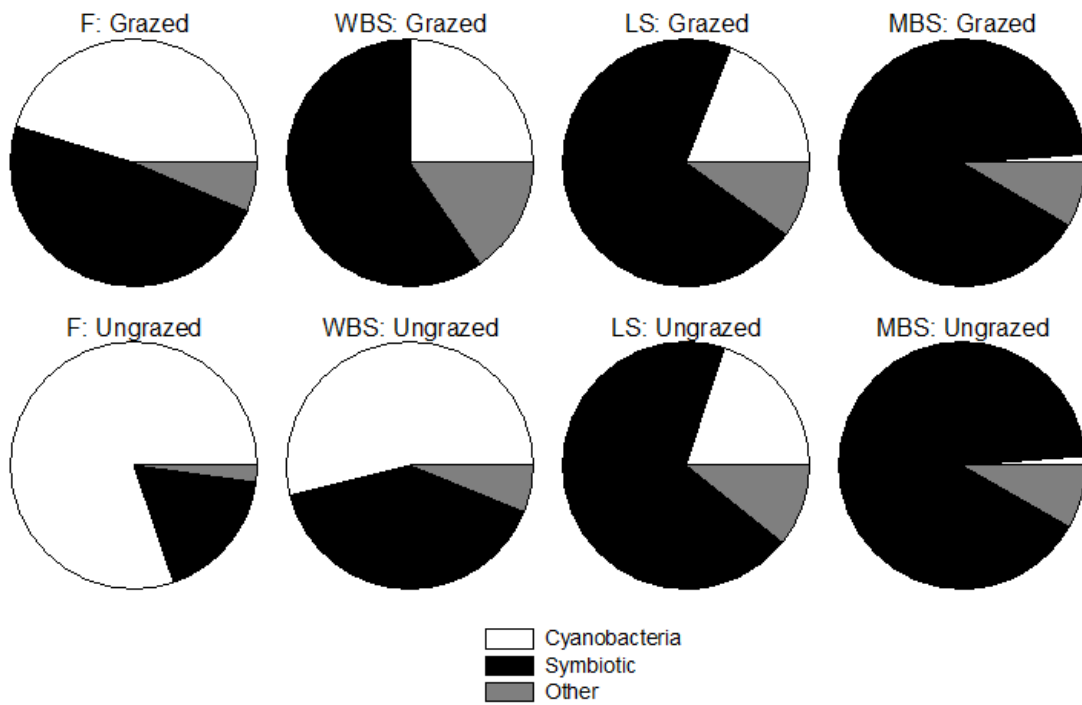 F: Grazed
WBS: Grazed
LS: Grazed
MBS: Grazed
F: Ungrazed
WBS: Ungrazed
LS: Ungrazed
MBS: Ungrazed
Cyanobacteria
Symbiotic
Other